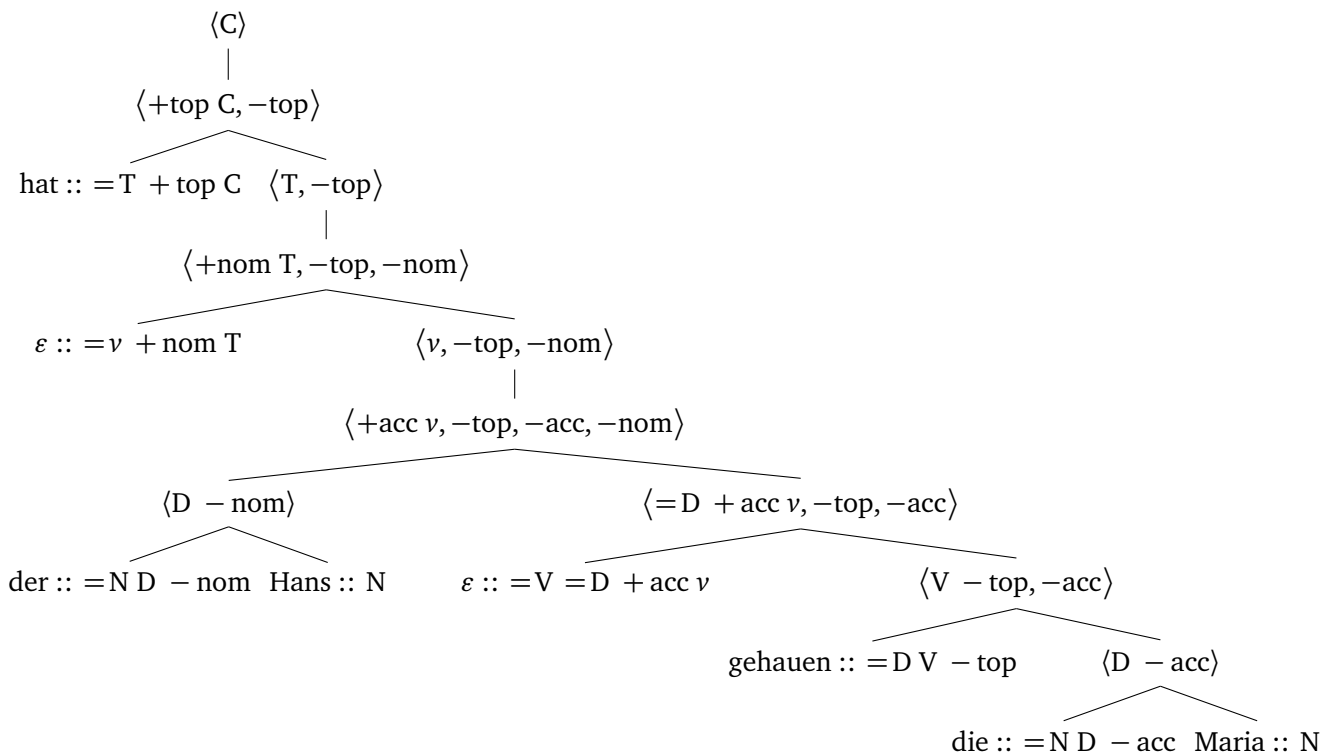 ⟨C⟩
⟨+top C, −top⟩
hat :: =T +top C ⟨T, −top⟩
⟨+nom T, −top, −nom⟩
ε :: =v +nom T ⟨v, −top, −nom⟩
⟨+acc v, −top, −acc, −nom⟩
⟨D −nom⟩ ⟨=D +acc v, −top, −acc⟩
der :: =N D −nom Hans :: N ε :: =V =D +acc v ⟨V −top, −acc⟩
gehauen :: =D V −top ⟨D −acc⟩
die :: =N D −acc Maria :: N